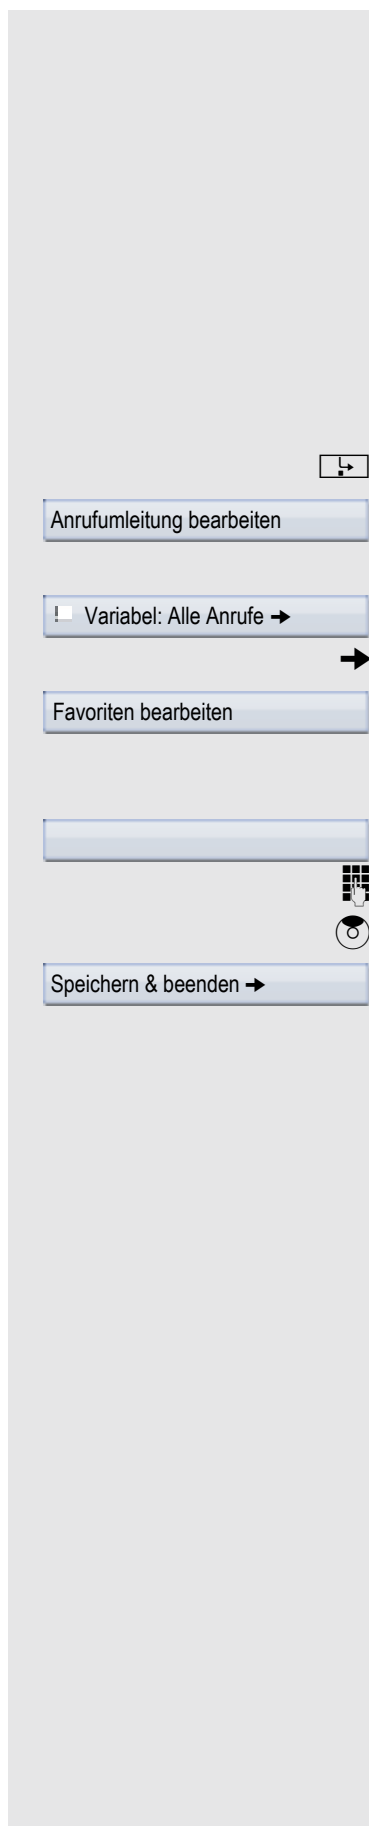 Anrufumleitung bearbeiten
Variabel: Alle Anrufe →
Favoriten bearbeiten
Speichern & beenden →